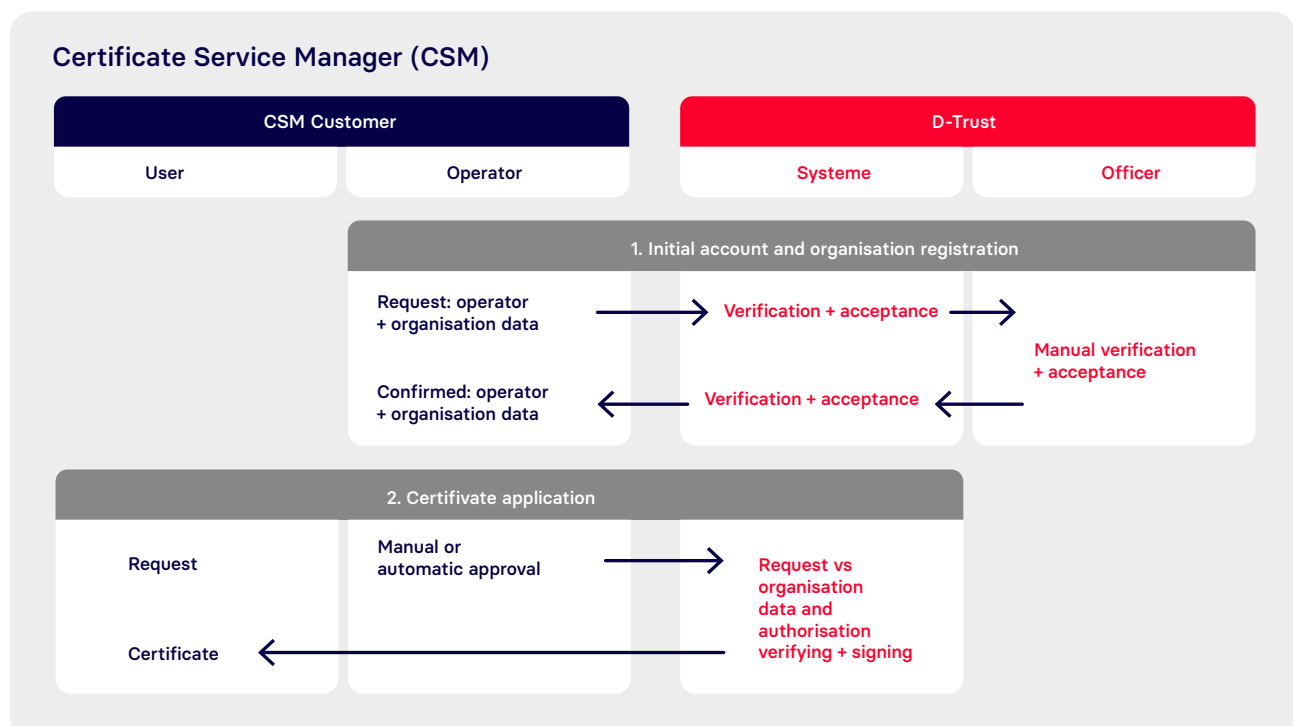 Certificate Service Manager (CSM)
CSM Customer
D-Trust
User
Operator
Systeme
Officer
1. Initial account and organisation registration
Request: operator
+ organisation data
Verification + acceptance
Manual verification
+ acceptance
Confirmed: operator
+ organisation data
Verification + acceptance
2. Certifivate application
Request
Manual or
automatic approval
Request vs
organisation
data and
authorisation
verifying + signing
Certificate